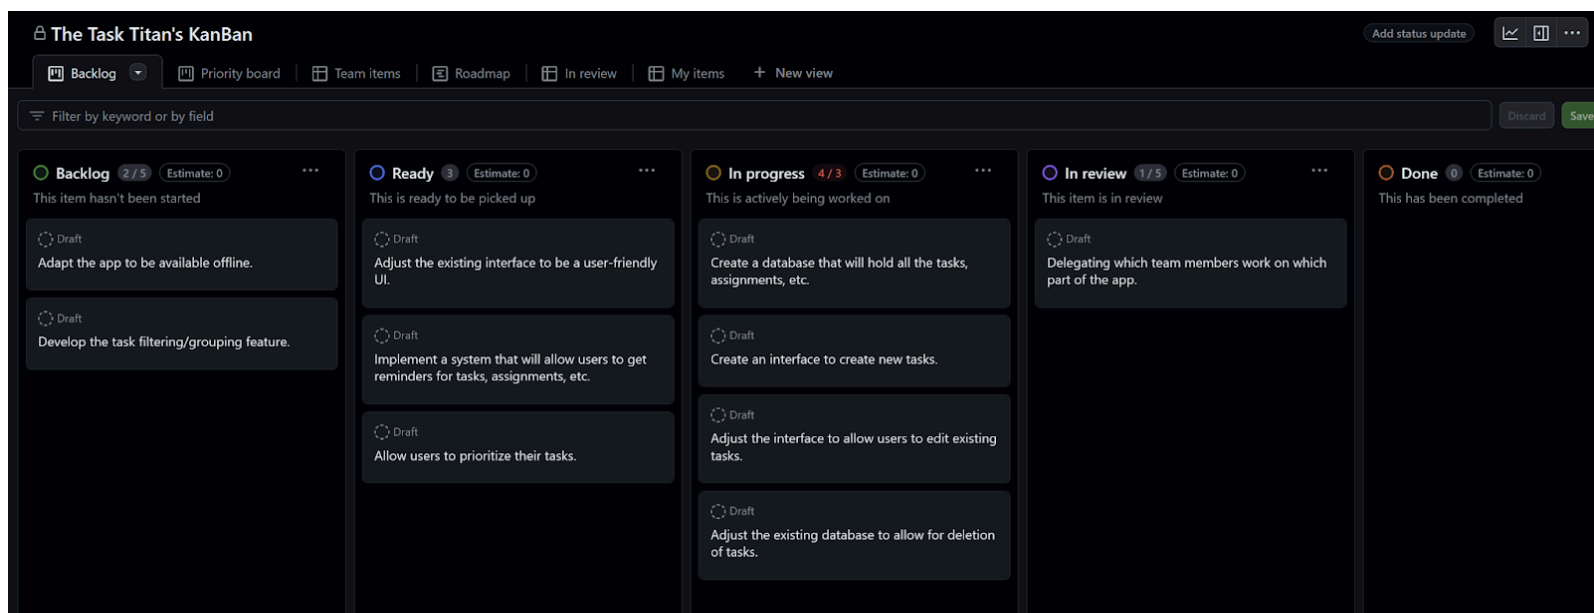 The Task Titan's KanBan
Add status update
Backlog
Priority board
Team items
Roadmap
In review
My items
New view
Filter by keyword or by field
Discard
Save
Backlog 2 / 5 Estimate: 0
This item hasn't been started
Draft
Adapt the app to be available offline.
Draft
Develop the task filtering/grouping feature.
Ready 3 Estimate: 0
This is ready to be picked up
Draft
Adjust the existing interface to be a user-friendly
UI.
Draft
Implement a system that will allow users to get
reminders for tasks, assignments, etc.
Draft
Allow users to prioritize their tasks.
In progress 4 / 3 Estimate: 0
This is actively being worked on
Draft
Create a database that will hold all the tasks,
assignments, etc.
Draft
Create an interface to create new tasks.
Draft
Adjust the interface to allow users to edit existing
tasks.
Draft
Adjust the existing database to allow for deletion
of tasks.
In review 1 / 5 Estimate: 0
This item is in review
Draft
Delegating which team members work on which
part of the app.
Done 0 Estimate: 0
This has been completed